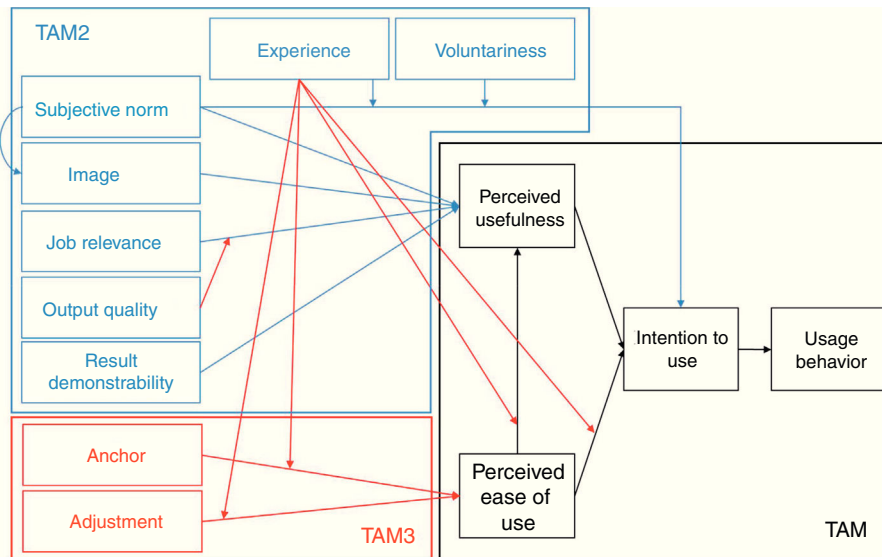 TAM2
Experience
Voluntariness
Subjective norm
Image
Job relevance
Output quality
Result
demonstrability
Perceived
usefulness
Intention to
use
Usage
behavior
Anchor
Adjustment
TAM3
Perceived
ease of
use
TAM